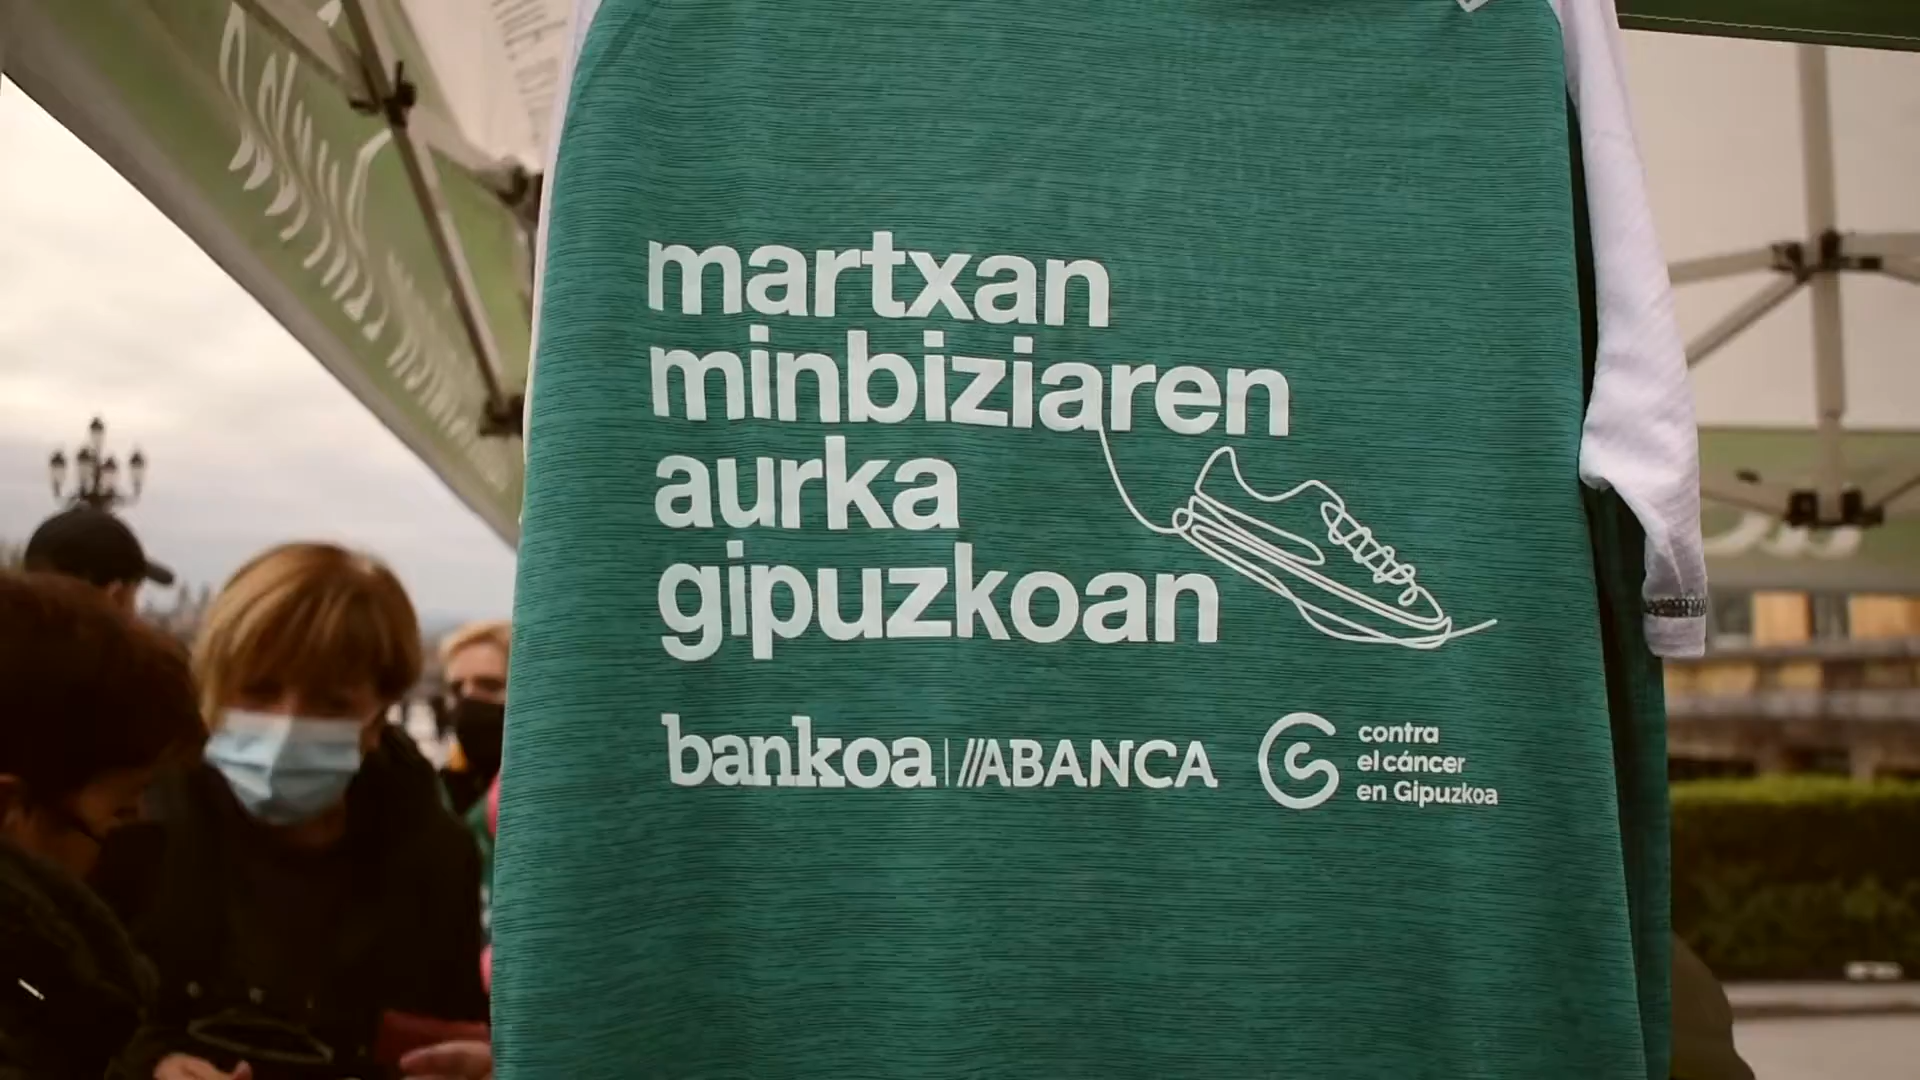 martxan
minbiziaren
aurka
gipuzkoan
bankoa | ABANCA
contra
el cáncer
en Gipuzkoa